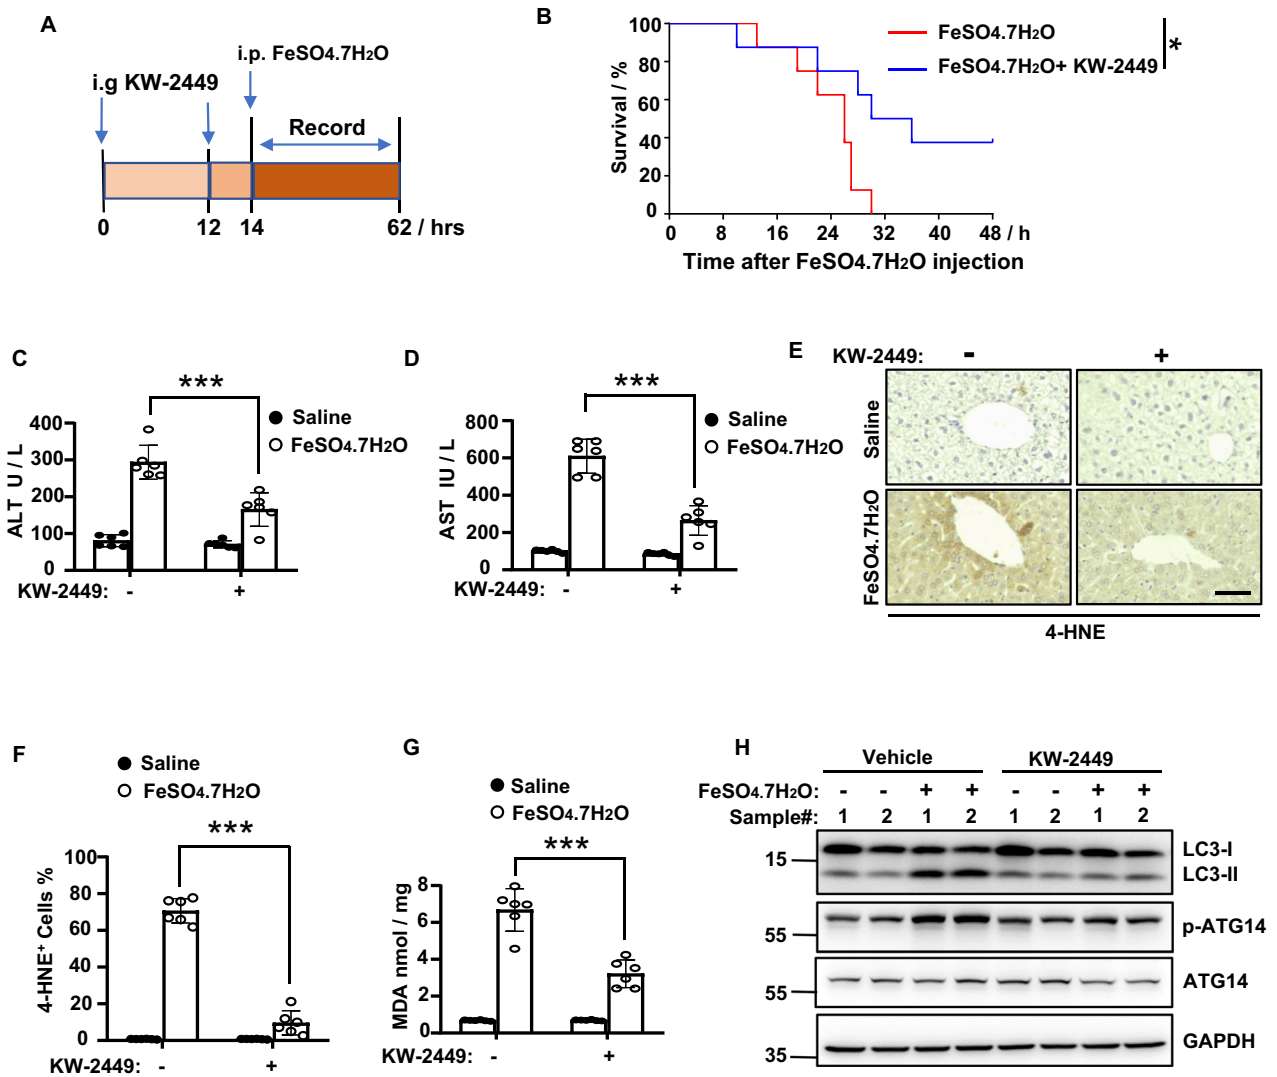 A
i.g KW-2449
i.p. FeSO4.7H2O
Record
0 12 14 62 / hrs
B
Survival / %
100
80
60
40
20
0
0 8 16 24 32 40 48 / h
Time after FeSO4.7H2O injection
FeSO4.7H2O
FeSO4.7H2O+ KW-2449
*
C
***
Saline
FeSO4.7H2O
ALT U / L
400
300
200
100
0
KW-2449: - +
D
***
Saline
FeSO4.7H2O
AST IU / L
800
600
400
200
0
KW-2449: - +
E
KW-2449: - +
Saline
FeSO4.7H2O
4-HNE
F
Saline
FeSO4.7H2O
***
4-HNE+ Cells %
100
80
60
40
20
0
KW-2449: - +
G
Saline
FeSO4.7H2O
***
MDA nmol / mg
8
6
4
2
0
KW-2449: - +
H
Vehicle KW-2449
FeSO4.7H2O: - - + + - - + +
Sample#: 1 2 1 2 1 2 1 2
15
LC3-I
LC3-II
55
p-ATG14
55
ATG14
35
GAPDH